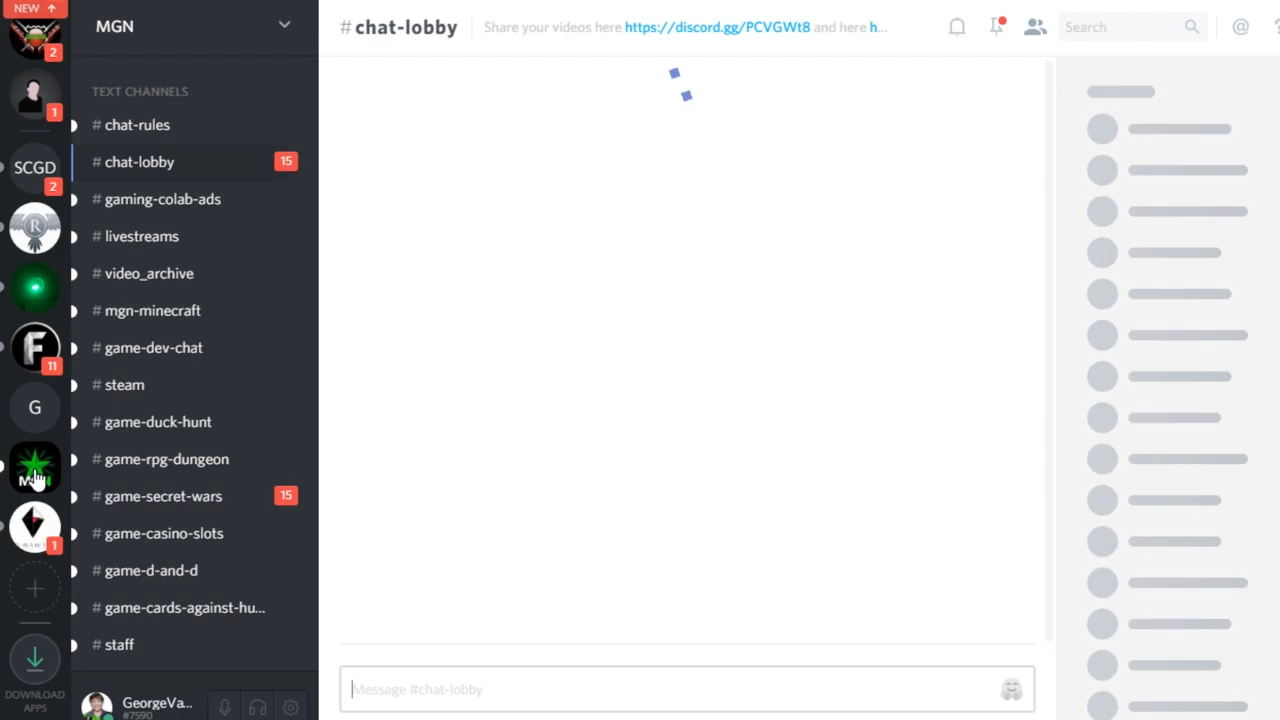 NEW
2
1
SCGD
2
R
F
11
G
1
DOWNLOAD
APPS
MGN
TEXT CHANNELS
# chat-rules
# chat-lobby 15
# gaming-colab-ads
# livestreams
# video_archive
# mgn-minecraft
# game-dev-chat
# steam
# game-duck-hunt
# game-rpg-dungeon
# game-secret-wars 15
# game-casino-slots
# game-d-and-d
# game-cards-against-hu...
# staff
GeorgeVa...
#7590
# chat-lobby
Share your videos here https://discord.gg/PCVGWt8 and here h...
Search
@
Message #chat-lobby